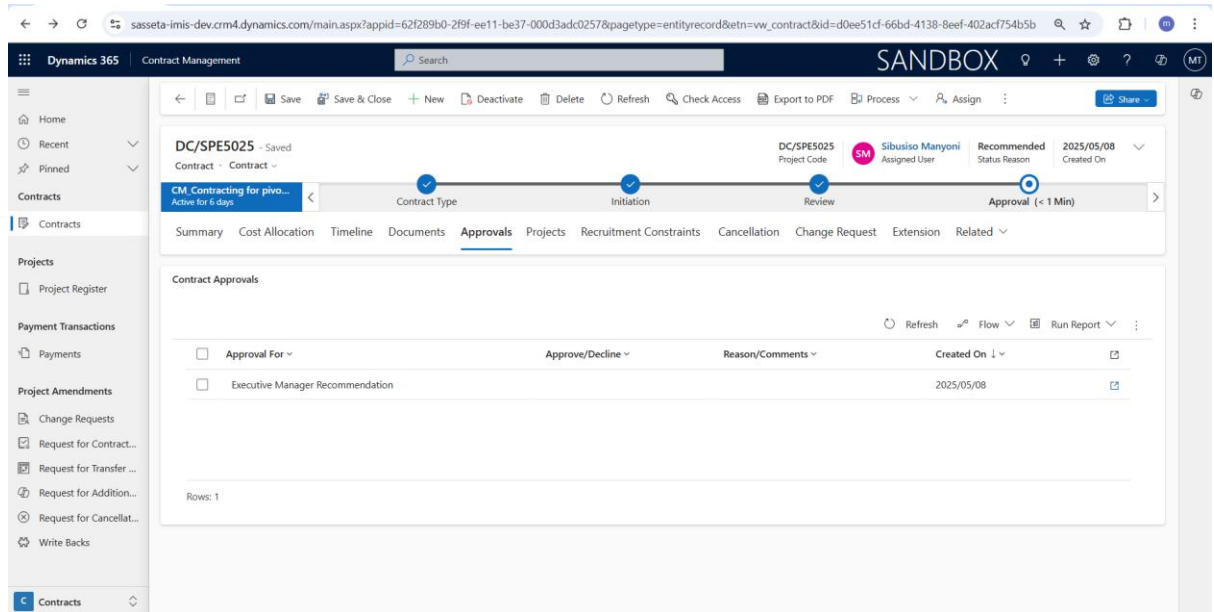 sasseta-imis-dev.crm4.dynamics.com/main.aspx?appid=62f289b0-2f9f-ee11-be37-000d3adc0257&pagetype=entityrecord&etn=vw_contract&id=d0ee51cf-66bd-4138-8eef-402acf754b5b m
Dynamics 365 Contract Management Search SANDBOX MT
Save Save & Close New Deactivate Delete Refresh Check Access Export to PDF Process Assign Share
Home
Recent
Pinned
Contracts
Contracts
Projects
Project Register
Payment Transactions
Payments
Project Amendments
Change Requests
Request for Contract...
Request for Transfer ...
Request for Addition...
Request for Cancellat...
Write Backs
C Contracts
DC/SPE5025 - Saved
Contract · Contract
DC/SPE5025
Project Code
SM
Sibusiso Manyoni
Assigned User
Recommended
Status Reason
2025/05/08
Created On
CM_Contracting for pivo...
Active for 6 days
Contract Type Initiation Review Approval (< 1 Min)
Summary Cost Allocation Timeline Documents Approvals Projects Recruitment Constraints Cancellation Change Request Extension Related
Contract Approvals
Refresh Flow Run Report
Approval For Approve/Decline Reason/Comments Created On ↓
Executive Manager Recommendation 2025/05/08
Rows: 1